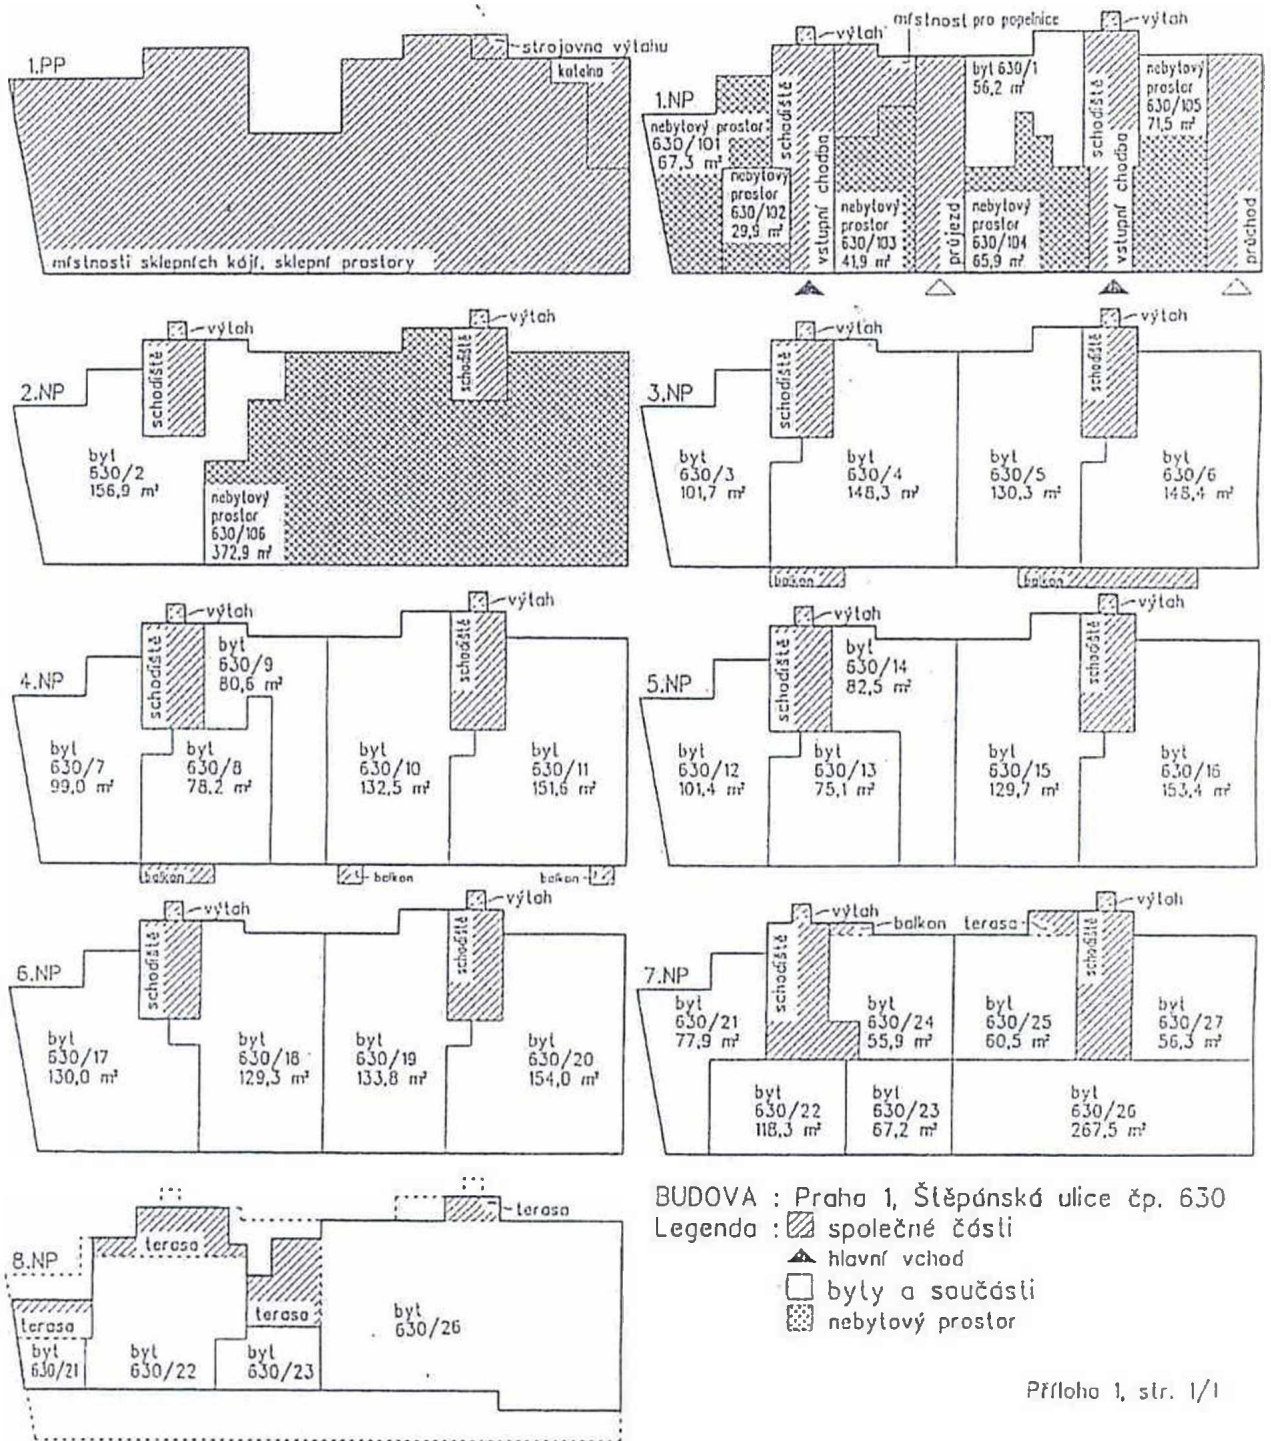 1.PP
strojovna výtahu
kotelna
místnosti sklepních kójí, sklepní prostory
místnost pro popelnice
výtah
výtah
1.NP
nebytový prostor
630/101
67,3 m²
nebytový
prostor
630/102
29,9 m²
schodiště
vstupní chodba
nebytový
prostor
630/103
41,9 m²
průjezd
byt 630/1
56,2 m²
nebytový
prostor
630/104
65,9 m²
schodiště
vstupní chodba
nebytový
prostor
630/105
71,5 m²
průchod
2.NP
výtah
výtah
schodiště
schodiště
byt
630/2
156,9 m²
nebytový
prostor
630/106
372,9 m²
3.NP
výtah
výtah
schodiště
schodiště
byt
630/3
101,7 m²
byt
630/4
148,3 m²
byt
630/5
130,3 m²
byt
630/6
148,4 m²
balkon
balkon
4.NP
výtah
výtah
schodiště
schodiště
byt
630/9
80,6 m²
byt
630/7
99,0 m²
byt
630/8
78,2 m²
byt
630/10
132,5 m²
byt
630/11
151,6 m²
balkon
balkon
balkon
5.NP
výtah
výtah
schodiště
schodiště
byt
630/14
82,5 m²
byt
630/12
101,4 m²
byt
630/13
75,1 m²
byt
630/15
129,7 m²
byt
630/16
153,4 m²
6.NP
výtah
výtah
schodiště
schodiště
byt
630/17
130,0 m²
byt
630/18
129,3 m²
byt
630/19
133,8 m²
byt
630/20
154,0 m²
7.NP
výtah
balkon
terasa
výtah
schodiště
schodiště
byt
630/21
77,9 m²
byt
630/24
55,9 m²
byt
630/25
60,5 m²
byt
630/27
56,3 m²
byt
630/22
118,3 m²
byt
630/23
67,2 m²
byt
630/26
267,5 m²
8.NP
terasa
terasa
terasa
terasa
byt
630/21
byt
630/22
byt
630/23
byt
630/26
BUDOVA : Praha 1, Štěpánská ulice čp. 630
Legenda : společné části
hlavní vchod
byty a součásti
nebytový prostor
Příloha 1, str. 1/1